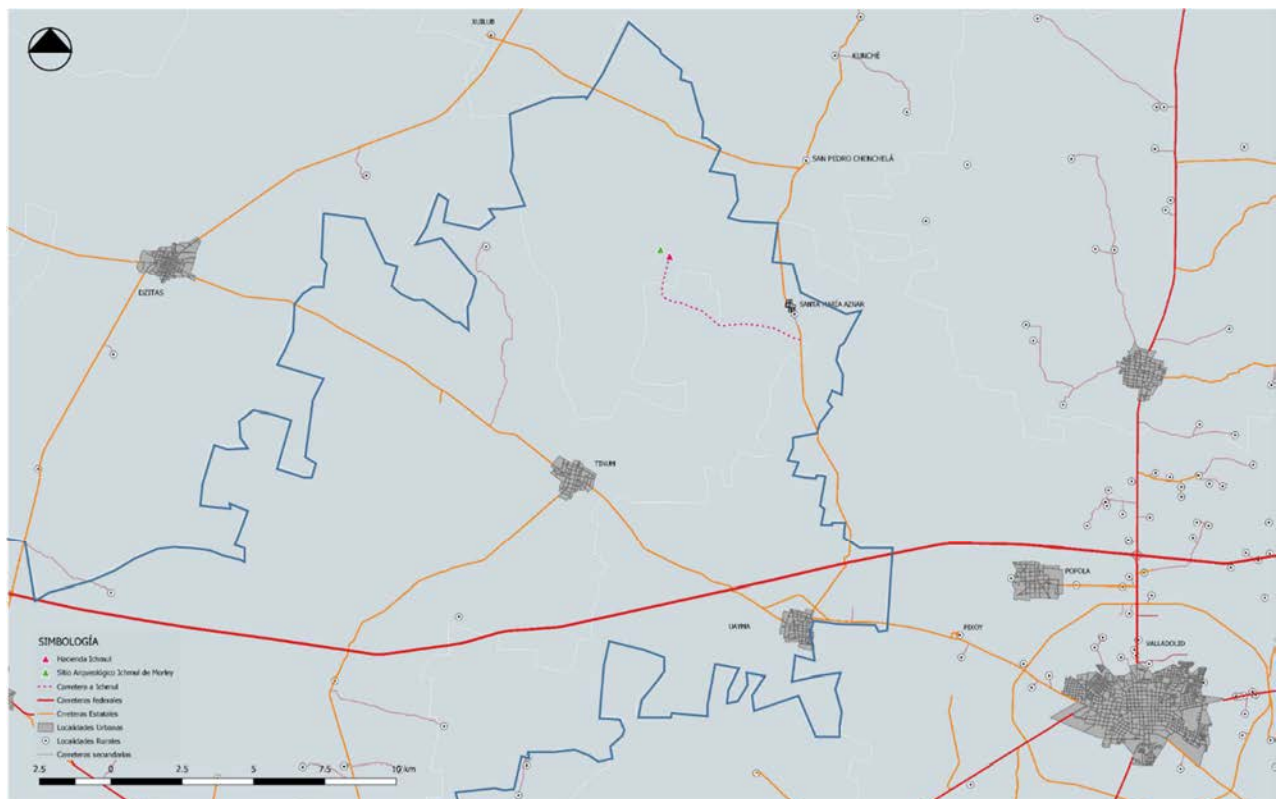 XUILUB
KUNCHÉ
SAN PEDRO CHENCHELÁ
DZITAS
SANTA MARÍA AZNAR
TINUM
POPOLA
UAYMA
PIXOY
VALLADOLID
SIMBOLOGÍA
Hacienda Ichmul
Sitio Arqueológico Ichmul de Morley
Carretera a Ichmul
Carreteras federales
Crreteras Estatales
Localidades Urbanas
Localidades Rurales
Carreteras secundarias
2.5 0 2.5 5 7.5 10 km